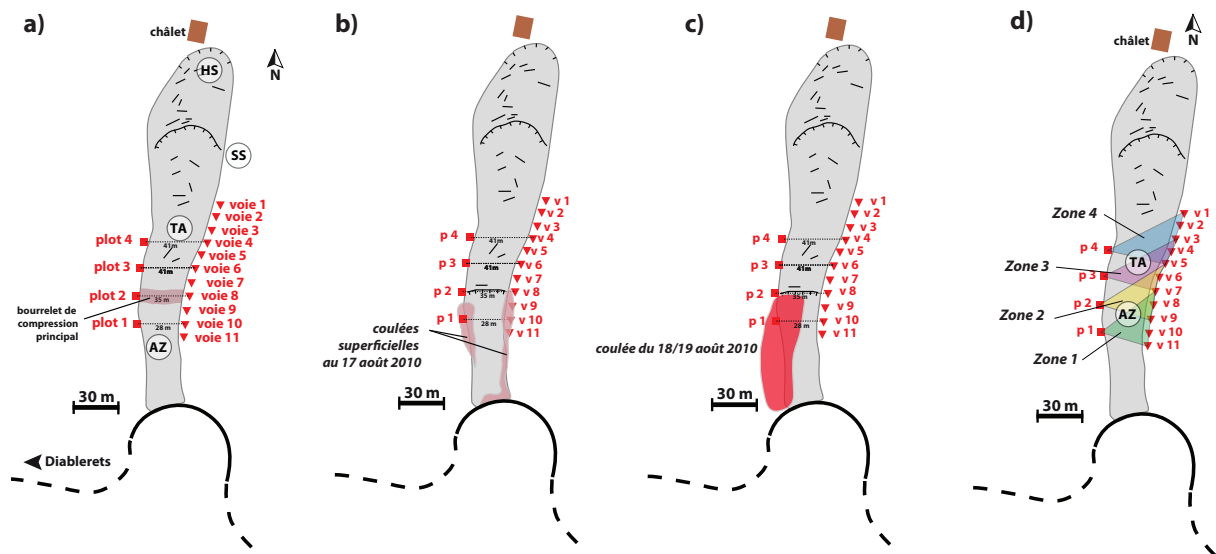 a)
châlet
N
HS
SS
TA
AZ
voie 1
voie 2
voie 3
voie 4
voie 5
voie 6
voie 7
voie 8
voie 9
voie 10
voie 11
plot 4
plot 3
plot 2
plot 1
41m
41m
35 m
28 m
bourrelet de
compression
principal
30 m
Diablerets
b)
v 1
v 2
v 3
v 4
v 5
v 6
v 7
v 8
v 9
v 10
v 11
p 4
p 3
p 2
p 1
41m
41m
35 m
28 m
coulées
superficielles
au 17 août 2010
30 m
c)
v 1
v 2
v 3
v 4
v 5
v 6
v 7
v 8
v 9
v 10
v 11
p 4
p 3
p 2
p 1
41m
41m
35 m
28 m
coulée du 18/19 août 2010
30 m
d)
châlet
N
v 1
v 2
v 3
v 4
v 5
v 6
v 7
v 8
v 9
v 10
v 11
p 4
p 3
p 2
p 1
TA
AZ
Zone 4
Zone 3
Zone 2
Zone 1
30 m